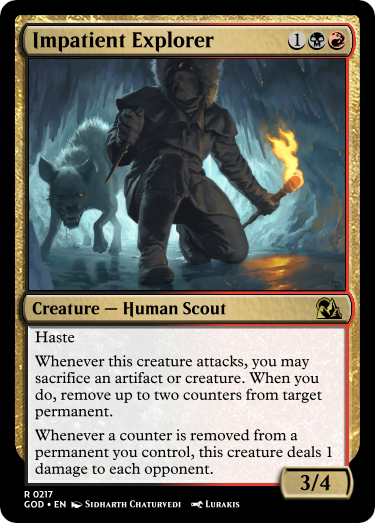 Impatient Explorer 1
Creature — Human Scout
Haste
Whenever this creature attacks, you may
sacrifice an artifact or creature. When you
do, remove up to two counters from target
permanent.
Whenever a counter is removed from a
permanent you control, this creature deals 1
damage to each opponent.
3/4
R 0217
GOD • EN SIDHARTH CHATURVEDI LURAKIS